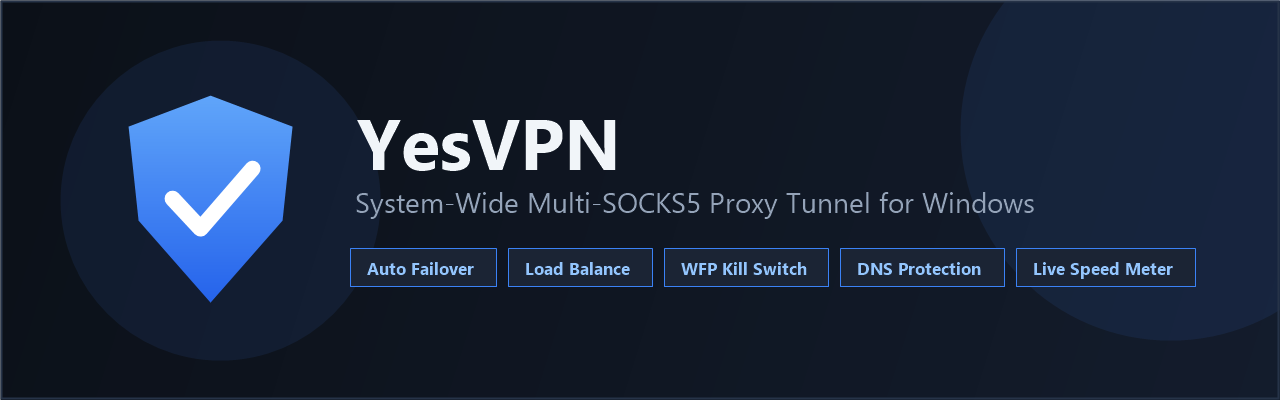 YesVPN
System-Wide Multi-SOCKS5 Proxy Tunnel for Windows
Auto Failover Load Balance WFP Kill Switch DNS Protection Live Speed Meter